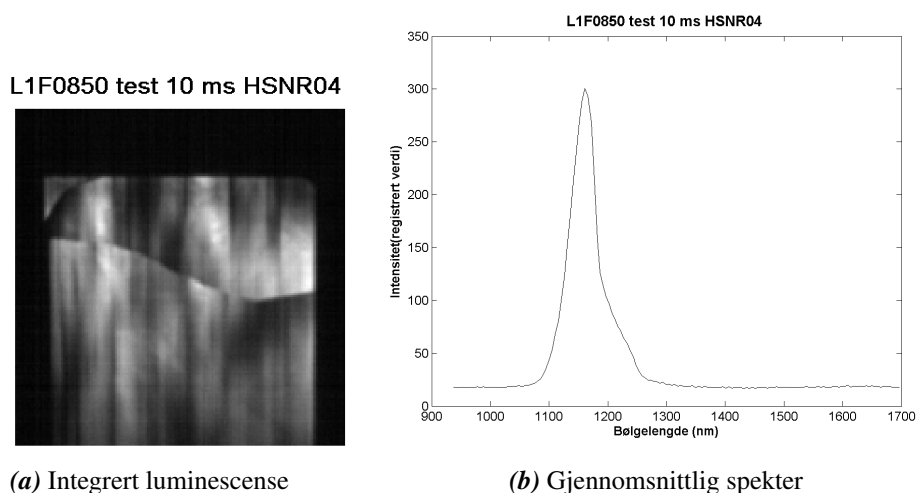 L1F0850 test 10 ms HSNR04
(a) Integrert luminescense
L1F0850 test 10 ms HSNR04
Intensitet(registrert verdi)
350
300
250
200
150
100
50
0
900 1000 1100 1200 1300 1400 1500 1600 1700
Bølgelengde (nm)
(b) Gjennomsnittlig spekter